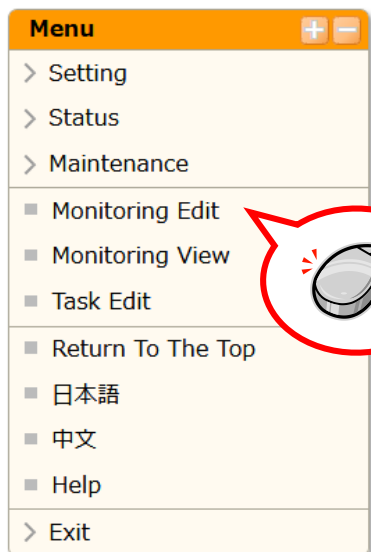 Menu
Setting
Status
Maintenance
Monitoring Edit
Monitoring View
Task Edit
Return To The Top
日本語
中文
Help
Exit